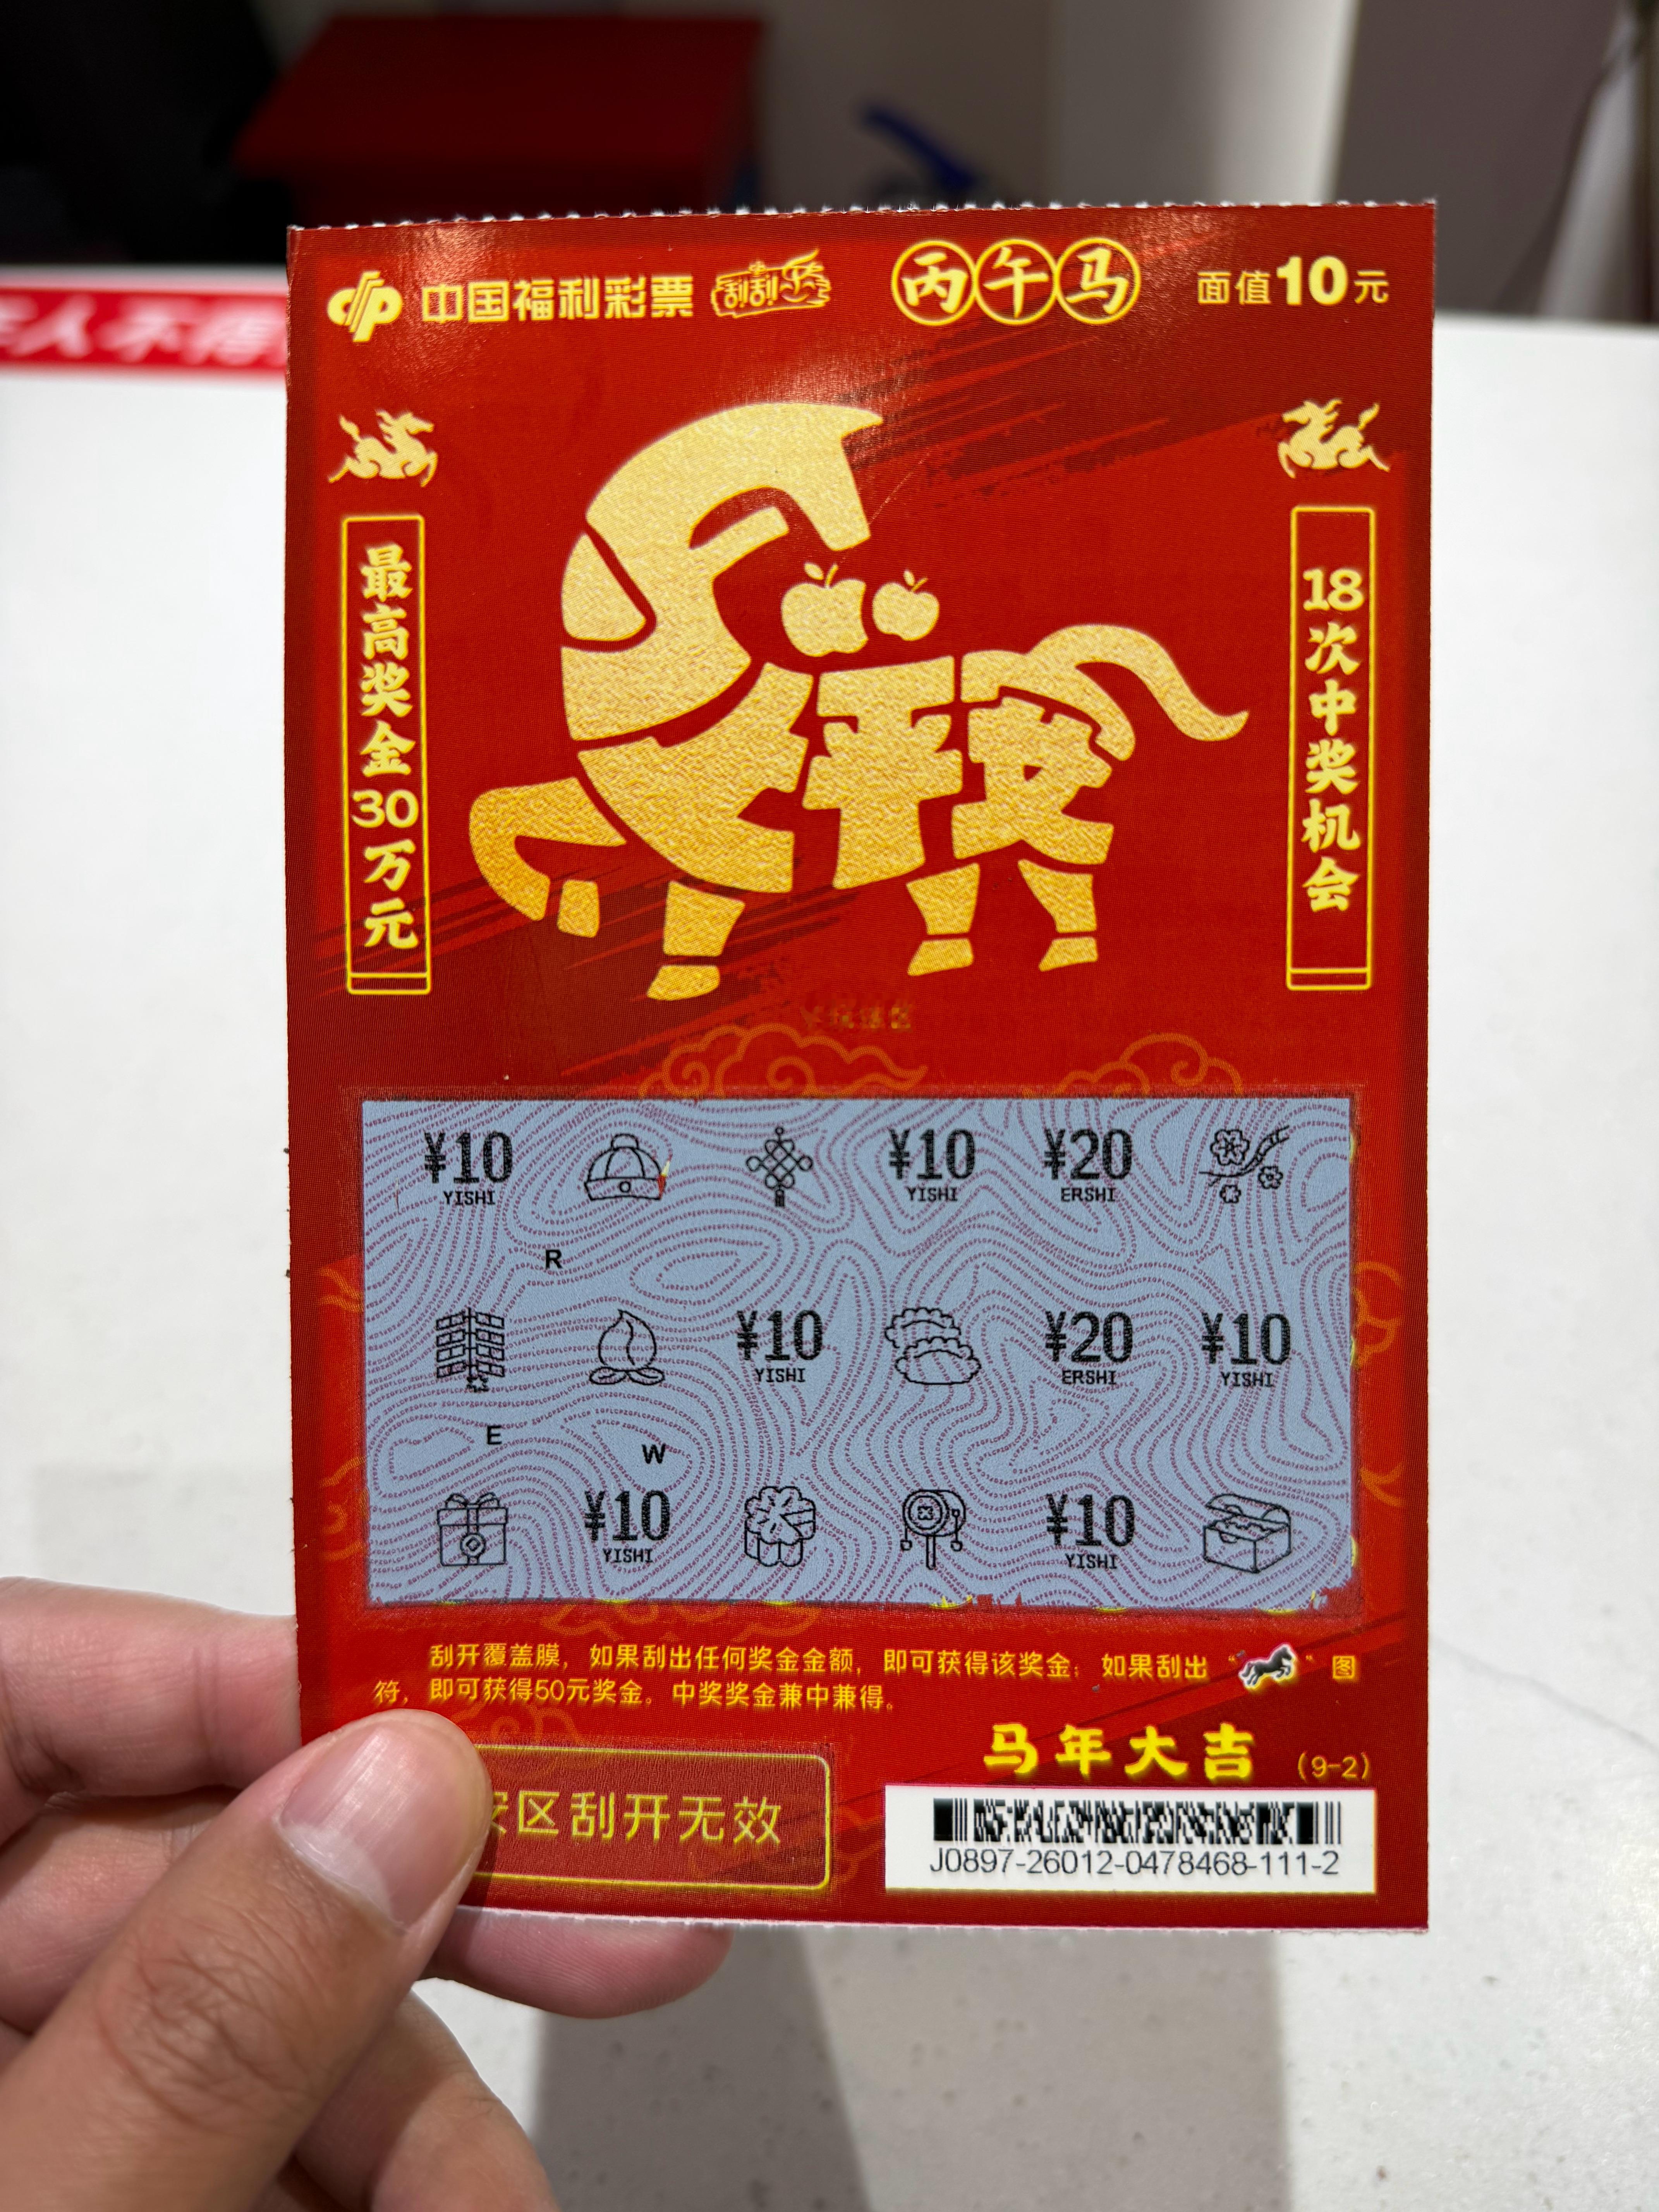 中国福利彩票 刮刮乐 丙午马 面值10元
最高奖金30万元
18次中奖机会
平安
¥10 ¥10 ¥20
YISHI YISHI ERSHI
R
¥10 ¥20 ¥10
YISHI ERSHI YISHI
E W
¥10 ¥10
YISHI YISHI
刮开覆盖膜，如果刮出任何奖金金额，即可获得该奖金；如果刮出“ ”图
符，即可获得50元奖金。中奖奖金兼中兼得。
马年大吉 (9-2)
区刮开无效
J0897-26012-0478468-111-2
人不得